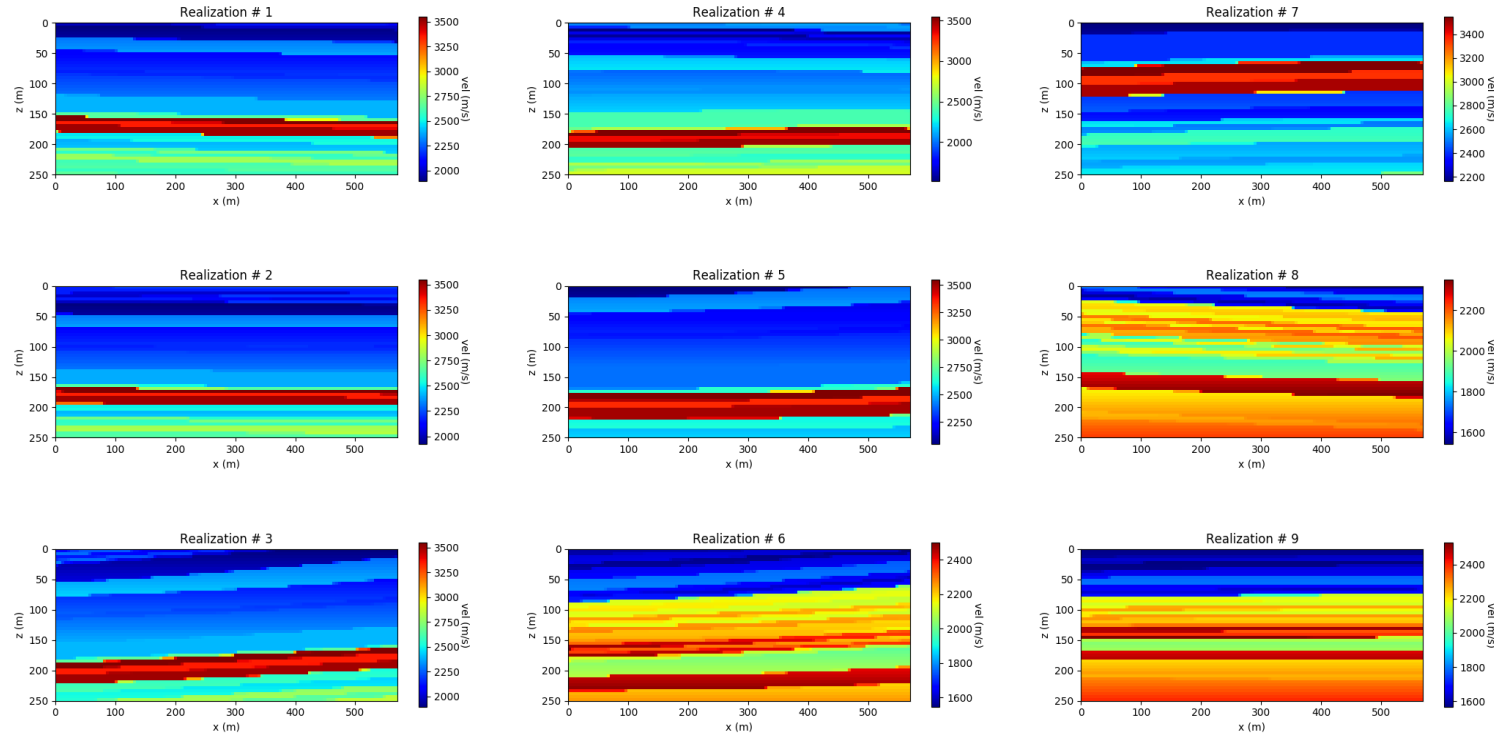 Realization # 1
0
50
100
150
200
250
z (m)
0 100 200 300 400 500
x (m)
3500
3250
3000
2750
2500
2250
2000
vel (m/s)
Realization # 4
0
50
100
150
200
250
z (m)
0 100 200 300 400 500
x (m)
3500
3000
2500
2000
vel (m/s)
Realization # 7
0
50
100
150
200
250
z (m)
0 100 200 300 400 500
x (m)
3400
3200
3000
2800
2600
2400
2200
vel (m/s)
Realization # 2
0
50
100
150
200
250
z (m)
0 100 200 300 400 500
x (m)
3500
3250
3000
2750
2500
2250
2000
vel (m/s)
Realization # 5
0
50
100
150
200
250
z (m)
0 100 200 300 400 500
x (m)
3500
3250
3000
2750
2500
2250
vel (m/s)
Realization # 8
0
50
100
150
200
250
z (m)
0 100 200 300 400 500
x (m)
2200
2000
1800
1600
vel (m/s)
Realization # 3
0
50
100
150
200
250
z (m)
0 100 200 300 400 500
x (m)
3500
3250
3000
2750
2500
2250
2000
vel (m/s)
Realization # 6
0
50
100
150
200
250
z (m)
0 100 200 300 400 500
x (m)
2400
2200
2000
1800
1600
vel (m/s)
Realization # 9
0
50
100
150
200
250
z (m)
0 100 200 300 400 500
x (m)
2400
2200
2000
1800
1600
vel (m/s)